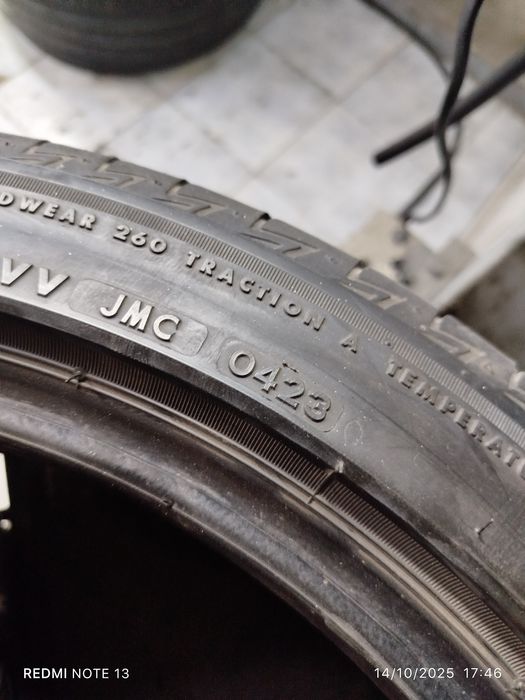 DWEAR 260 TRACTION A TEMPERAT
VV JMC 0423
REDMI NOTE 13
14/10/2025 17:46